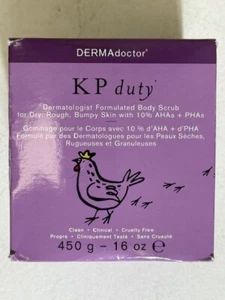 DERMAdoctor®
KP duty®
Dermatologist Formulated Body Scrub
for Dry, Rough, Bumpy Skin with 10% AHAs + PHAs
Gommage pour le Corps avec 10 % d'AHA + d'PHA
Formulé par des Dermatologues pour les Peaux Sèches,
Rugueuses et Granuleuses
Clean • Clinical • Cruelty Free
Propre • Cliniquement Testé • Sans Cruauté
450 g - 16 oz ℮